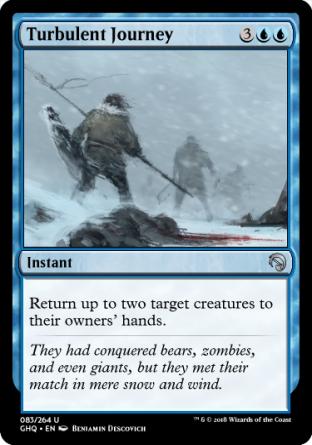 Turbulent Journey 3
Instant
Return up to two target creatures to
their owners' hands.
They had conquered bears, zombies,
and even giants, but they met their
match in mere snow and wind.
083/264 U
GHQ • EN BENJAMIN DESCOVICH
™ & © 2018 Wizards of the Coast